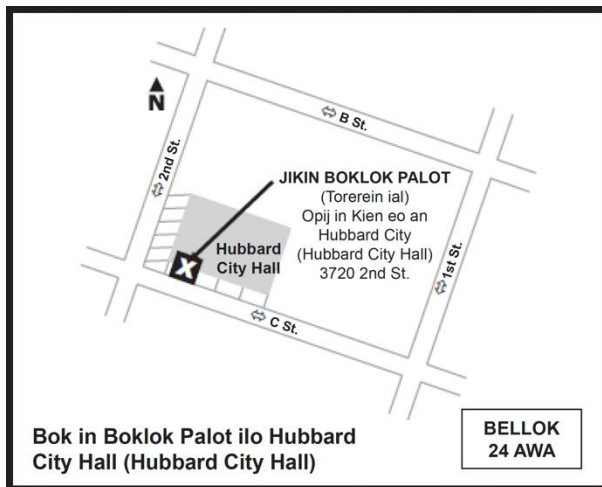 N
⇔ 2nd St.
⇔ B St.
JIKIN BOKLOK PALOT
(Torerein ial)
Opij in Kien eo an
Hubbard City
(Hubbard City Hall)
3720 2nd St.
Hubbard
City Hall
X
⇔ 1st St.
⇔ C St.
Bok in Boklok Palot ilo Hubbard
City Hall (Hubbard City Hall)
BELLOK
24 AWA